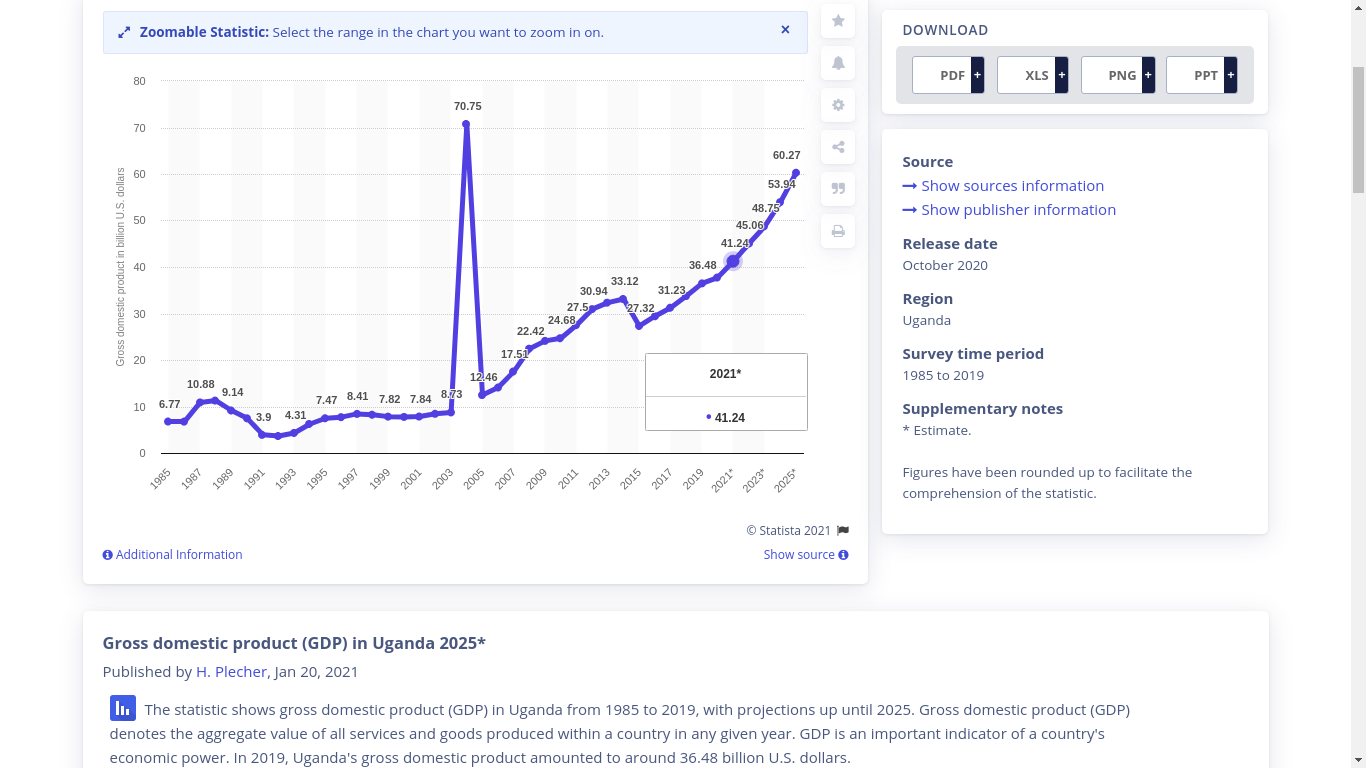 Zoomable Statistic: Select the range in the chart you want to zoom in on.
×
Gross domestic product in billion U.S. dollars
80
70
60
50
40
30
20
10
0
6.77
10.88
9.14
3.9
4.31
7.47
8.41
7.82
7.84
8.73
70.75
12.46
17.51
22.42
24.68
27.5
30.94
33.12
27.32
31.23
36.48
41.24
45.06
48.75
53.94
60.27
2021*
• 41.24
1985
1987
1989
1991
1993
1995
1997
1999
2001
2003
2005
2007
2009
2011
2013
2015
2017
2019
2021*
2023*
2025*
© Statista 2021
Additional Information
Show source
DOWNLOAD
PDF +
XLS +
PNG +
PPT +
Source
Show sources information
Show publisher information
Release date
October 2020
Region
Uganda
Survey time period
1985 to 2019
Supplementary notes
* Estimate.
Figures have been rounded up to facilitate the
comprehension of the statistic.
Gross domestic product (GDP) in Uganda 2025*
Published by H. Plecher, Jan 20, 2021
The statistic shows gross domestic product (GDP) in Uganda from 1985 to 2019, with projections up until 2025. Gross domestic product (GDP)
denotes the aggregate value of all services and goods produced within a country in any given year. GDP is an important indicator of a country's
economic power. In 2019, Uganda's gross domestic product amounted to around 36.48 billion U.S. dollars.